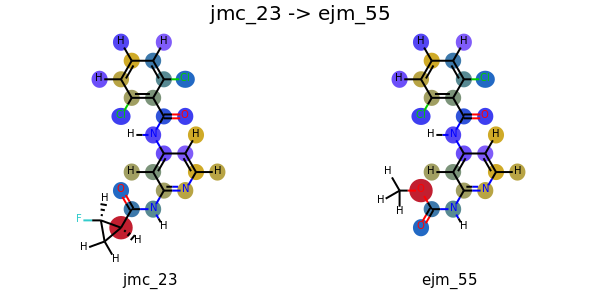 jmc_23 -> ejm_55
H H H H
H Cl H Cl
Cl O Cl O
H N H N
H H
H H H H
O N N
H O
F N N
H H H H
H H H
H
jmc_23 ejm_55